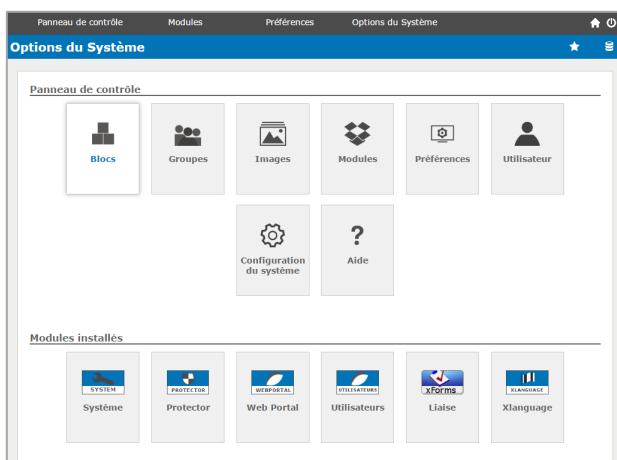 Panneau de contrôle Modules Préférences Options du Système
Options du Système
Panneau de contrôle
Blocs Groupes Images Modules Préférences Utilisateur
?
Configuration du système Aide
Modules installés
SYSTEM PROTECTOR WEBPORTAL UTILISATEURS xForms XLANGUAGE
Système Protector Web Portal Utilisateurs Liaise Xlanguage